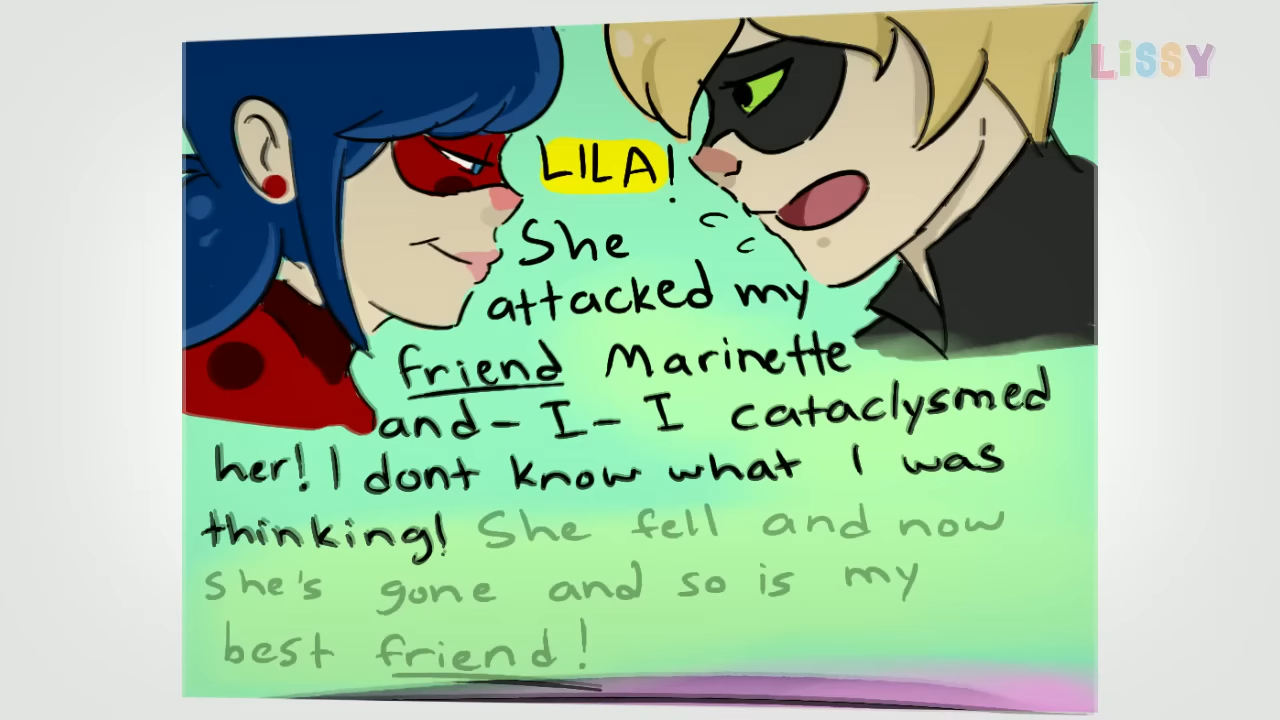 LiSSY
LILA!
She
attacked my
friend Marinette
and-I-I cataclysmed
her! I dont know what I was
thinking! She fell and now
she's gone and so is my
best friend!